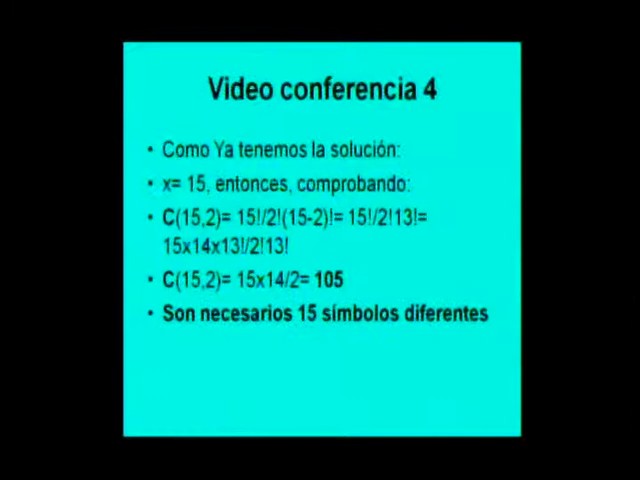 Video conferencia 4
• Como Ya tenemos la solución:
• x= 15, entonces, comprobando:
• C(15,2)= 15!/2!(15-2)!= 15!/2!13!=
15x14x13!/2!13!
• C(15,2)= 15x14/2= 105
• Son necesarios 15 símbolos diferentes